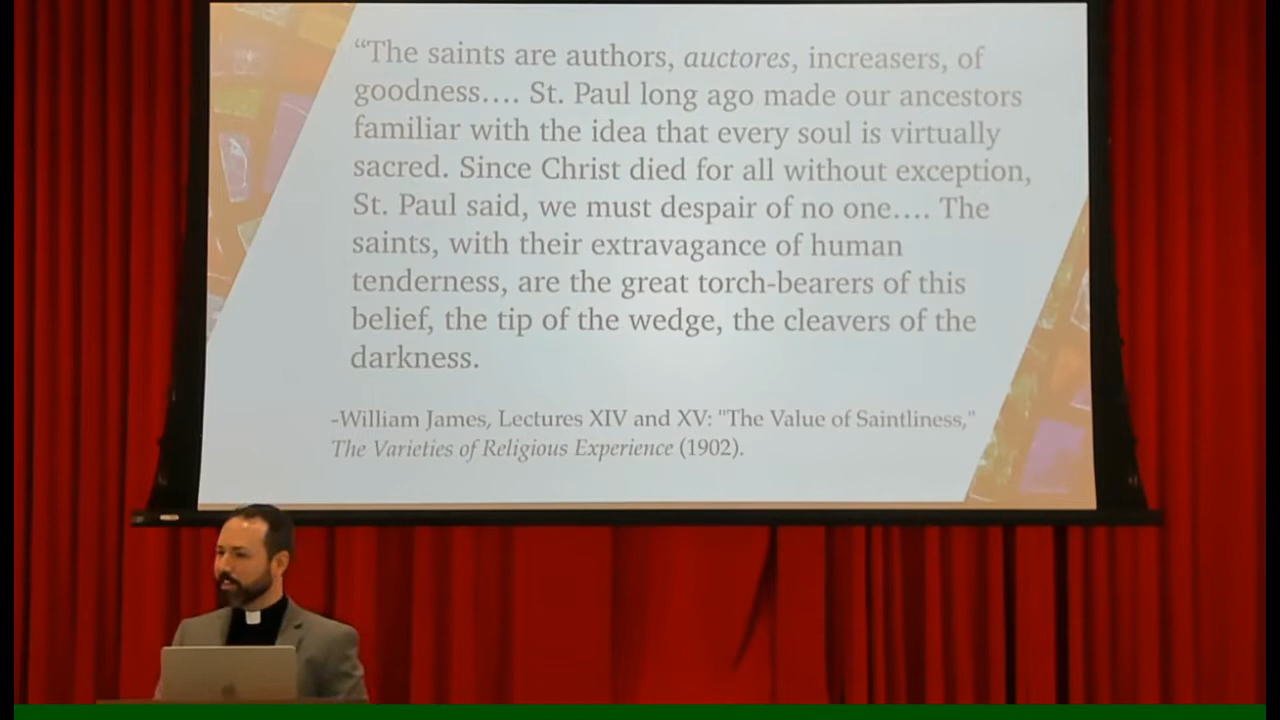 “The saints are authors, auctores, increasers, of
goodness…. St. Paul long ago made our ancestors
familiar with the idea that every soul is virtually
sacred. Since Christ died for all without exception,
St. Paul said, we must despair of no one…. The
saints, with their extravagance of human
tenderness, are the great torch-bearers of this
belief, the tip of the wedge, the cleavers of the
darkness.
-William James, Lectures XIV and XV: "The Value of Saintliness,"
The Varieties of Religious Experience (1902).